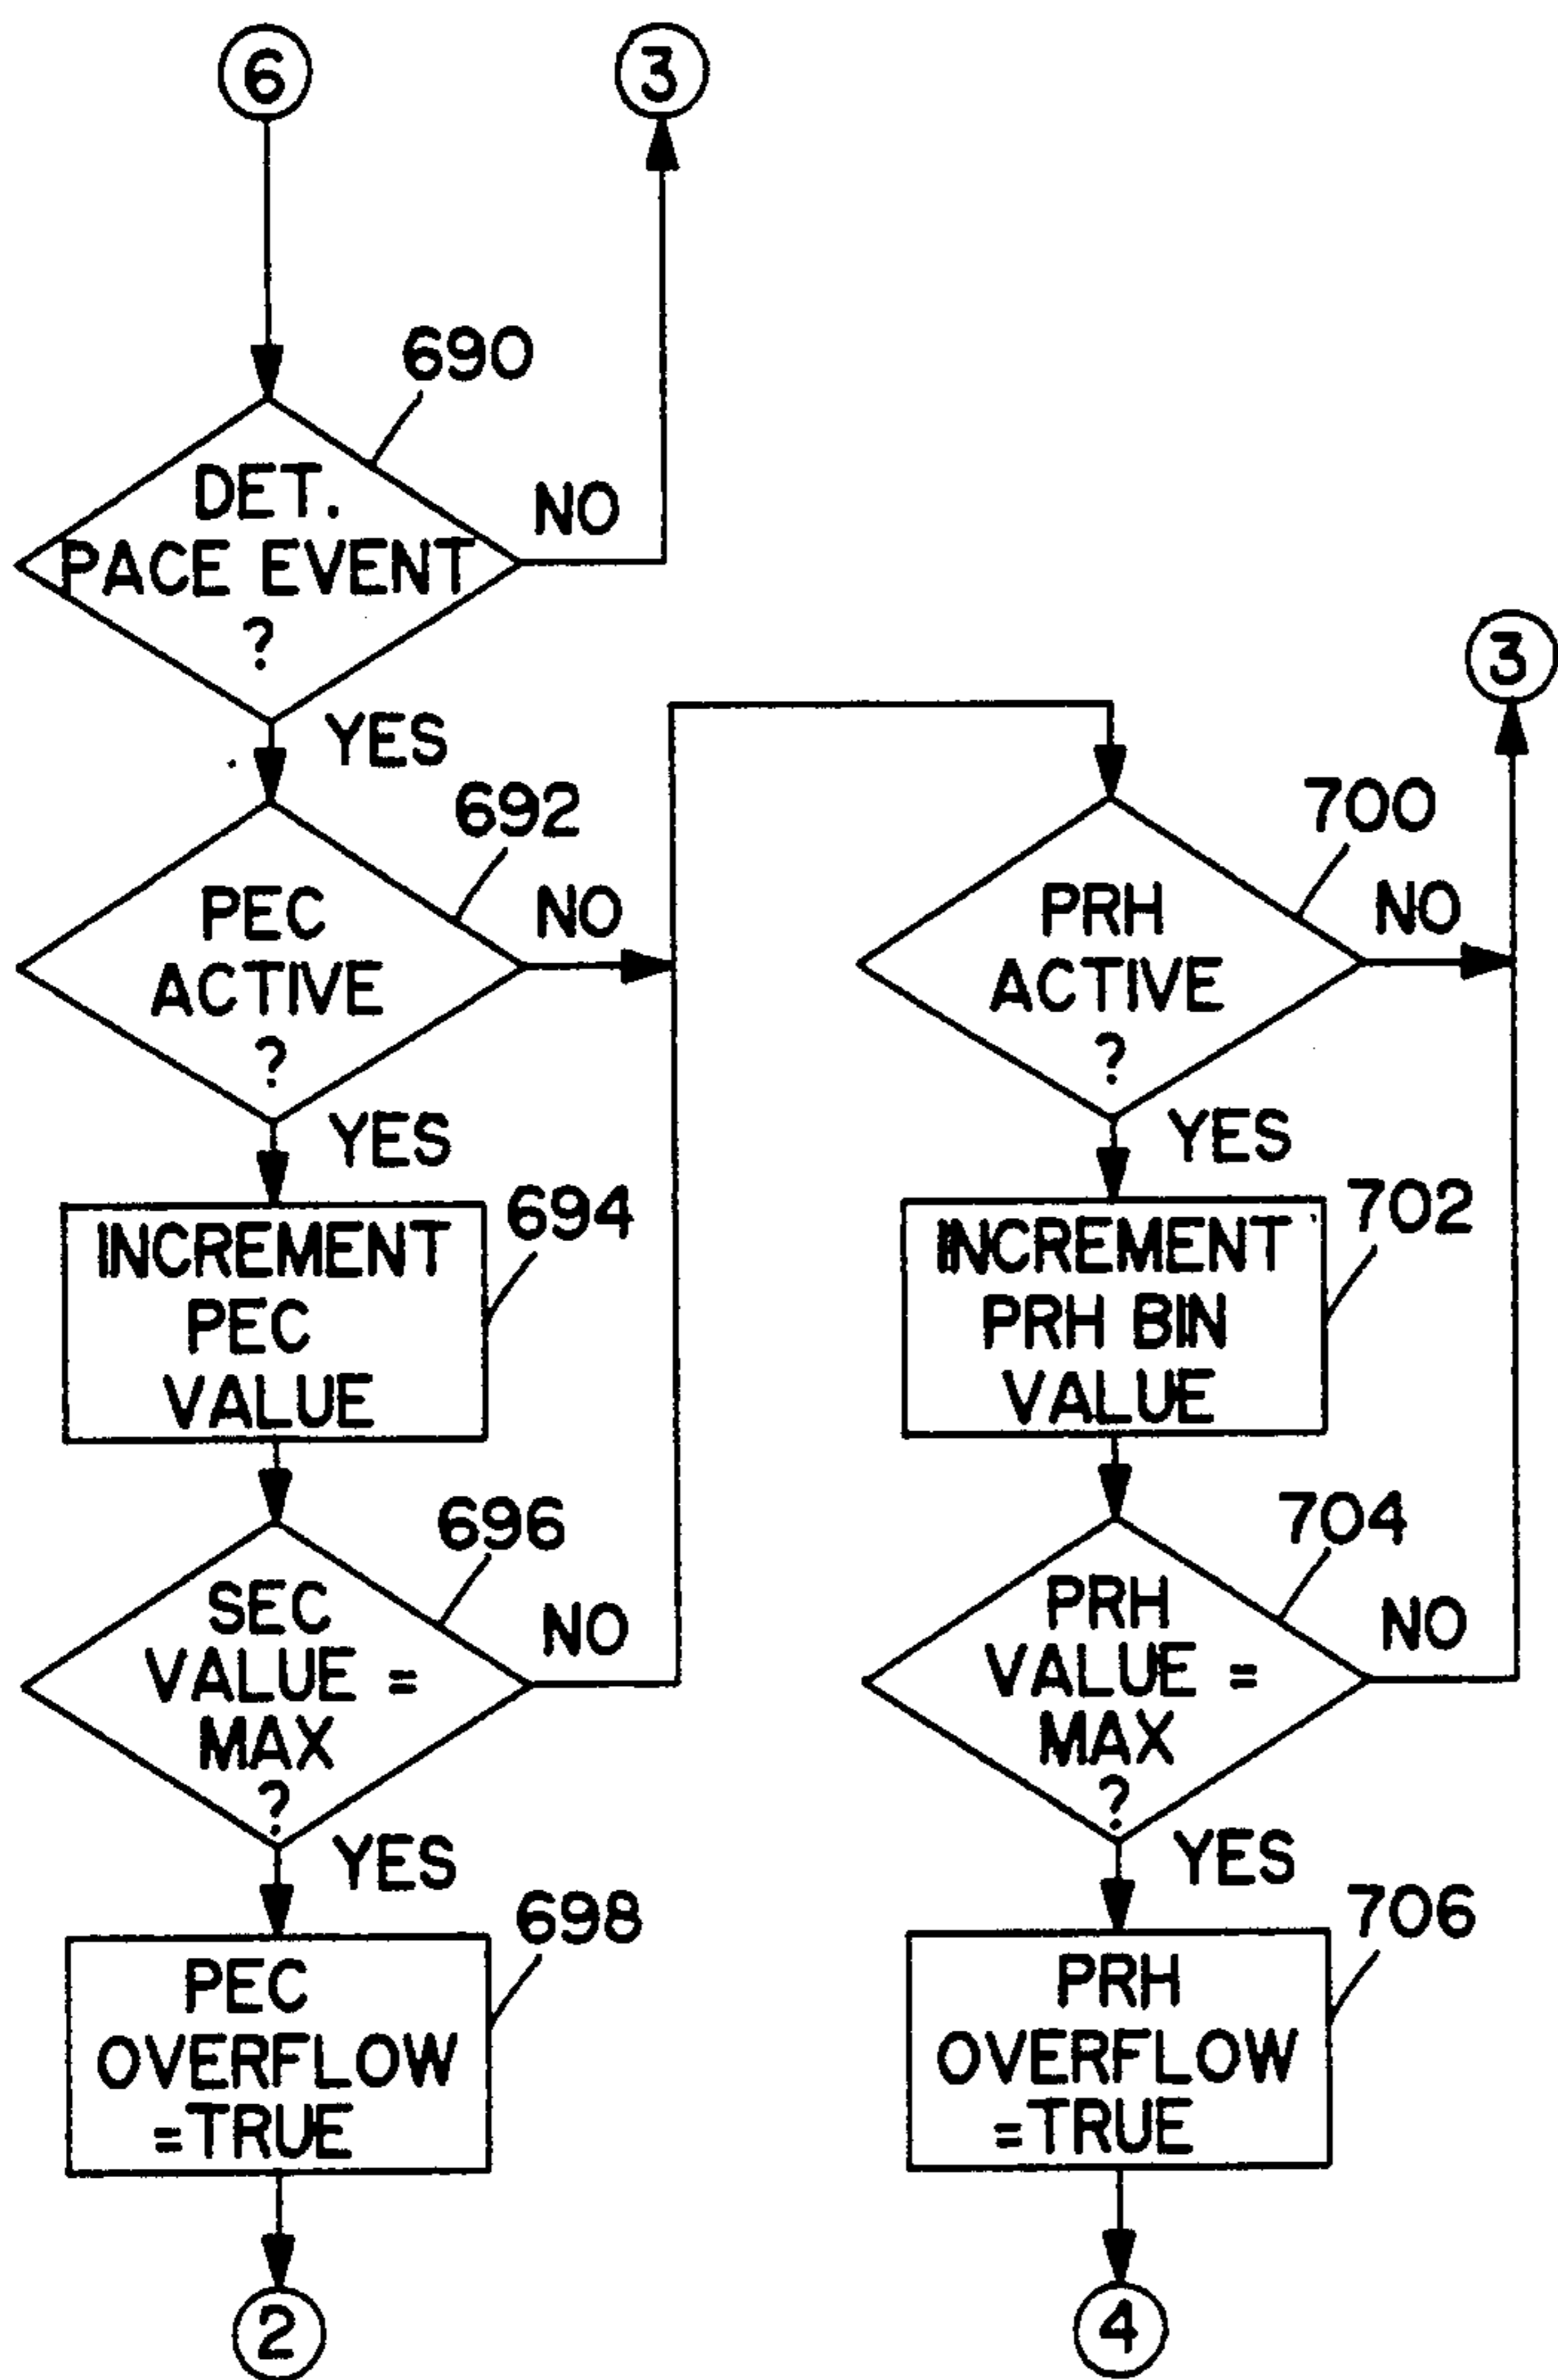 6
3
690
DET.
PACE EVENT
?
NO
YES
692
PEC
ACTIVE
?
NO
YES
694
INCREMENT
PEC
VALUE
696
SEC
VALUE =
MAX
?
NO
YES
698
PEC
OVERFLOW
=TRUE
2
3
700
PRH
ACTIVE
?
NO
YES
702
INCREMENT
PRH BIN
VALUE
704
PRH
VALUE =
MAX
?
NO
YES
706
PRH
OVERFLOW
=TRUE
4